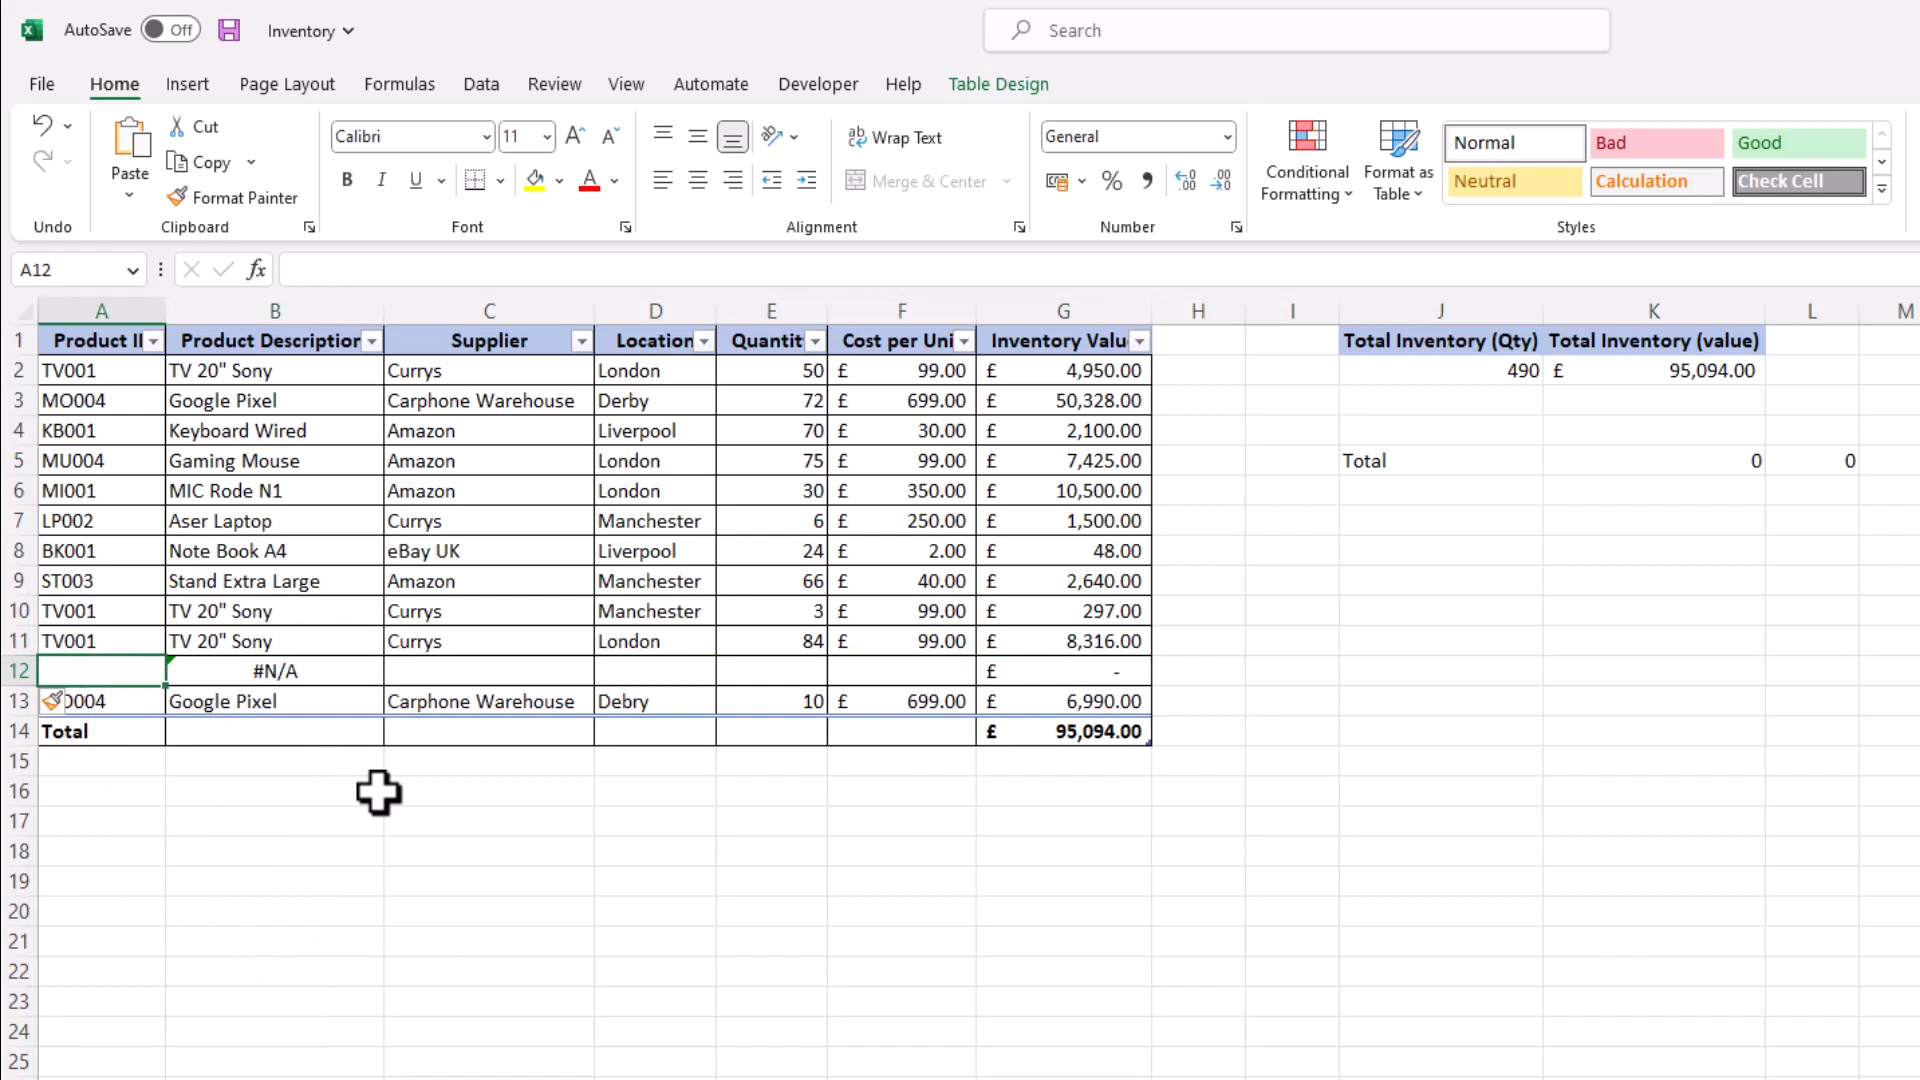 AutoSave Off Inventory Search
File Home Insert Page Layout Formulas Data Review View Automate Developer Help Table Design
Paste Cut Copy Format Painter
Calibri 11
B I U A
ab Wrap Text
Merge & Center
General
% 
Conditional Formatting
Format as Table
Normal Bad Good
Neutral Calculation Check Cell
Undo Clipboard Font Alignment Number Styles
A12 fx
A B C D E F G H I J K L M
1 Product I Product Description Supplier Location Quantit Cost per Uni Inventory Valu Total Inventory (Qty) Total Inventory (value)
2 TV001 TV 20" Sony Currys London 50 £ 99.00 £ 4,950.00 490 £ 95,094.00
3 MO004 Google Pixel Carphone Warehouse Derby 72 £ 699.00 £ 50,328.00
4 KB001 Keyboard Wired Amazon Liverpool 70 £ 30.00 £ 2,100.00
5 MU004 Gaming Mouse Amazon London 75 £ 99.00 £ 7,425.00 Total 0 0
6 MI001 MIC Rode N1 Amazon London 30 £ 350.00 £ 10,500.00
7 LP002 Aser Laptop Currys Manchester 6 £ 250.00 £ 1,500.00
8 BK001 Note Book A4 eBay UK Liverpool 24 £ 2.00 £ 48.00
9 ST003 Stand Extra Large Amazon Manchester 66 £ 40.00 £ 2,640.00
10 TV001 TV 20" Sony Currys Manchester 3 £ 99.00 £ 297.00
11 TV001 TV 20" Sony Currys London 84 £ 99.00 £ 8,316.00
12 #N/A £ -
13 004 Google Pixel Carphone Warehouse Debry 10 £ 699.00 £ 6,990.00
14 Total £ 95,094.00
15
16
17
18
19
20
21
22
23
24
25